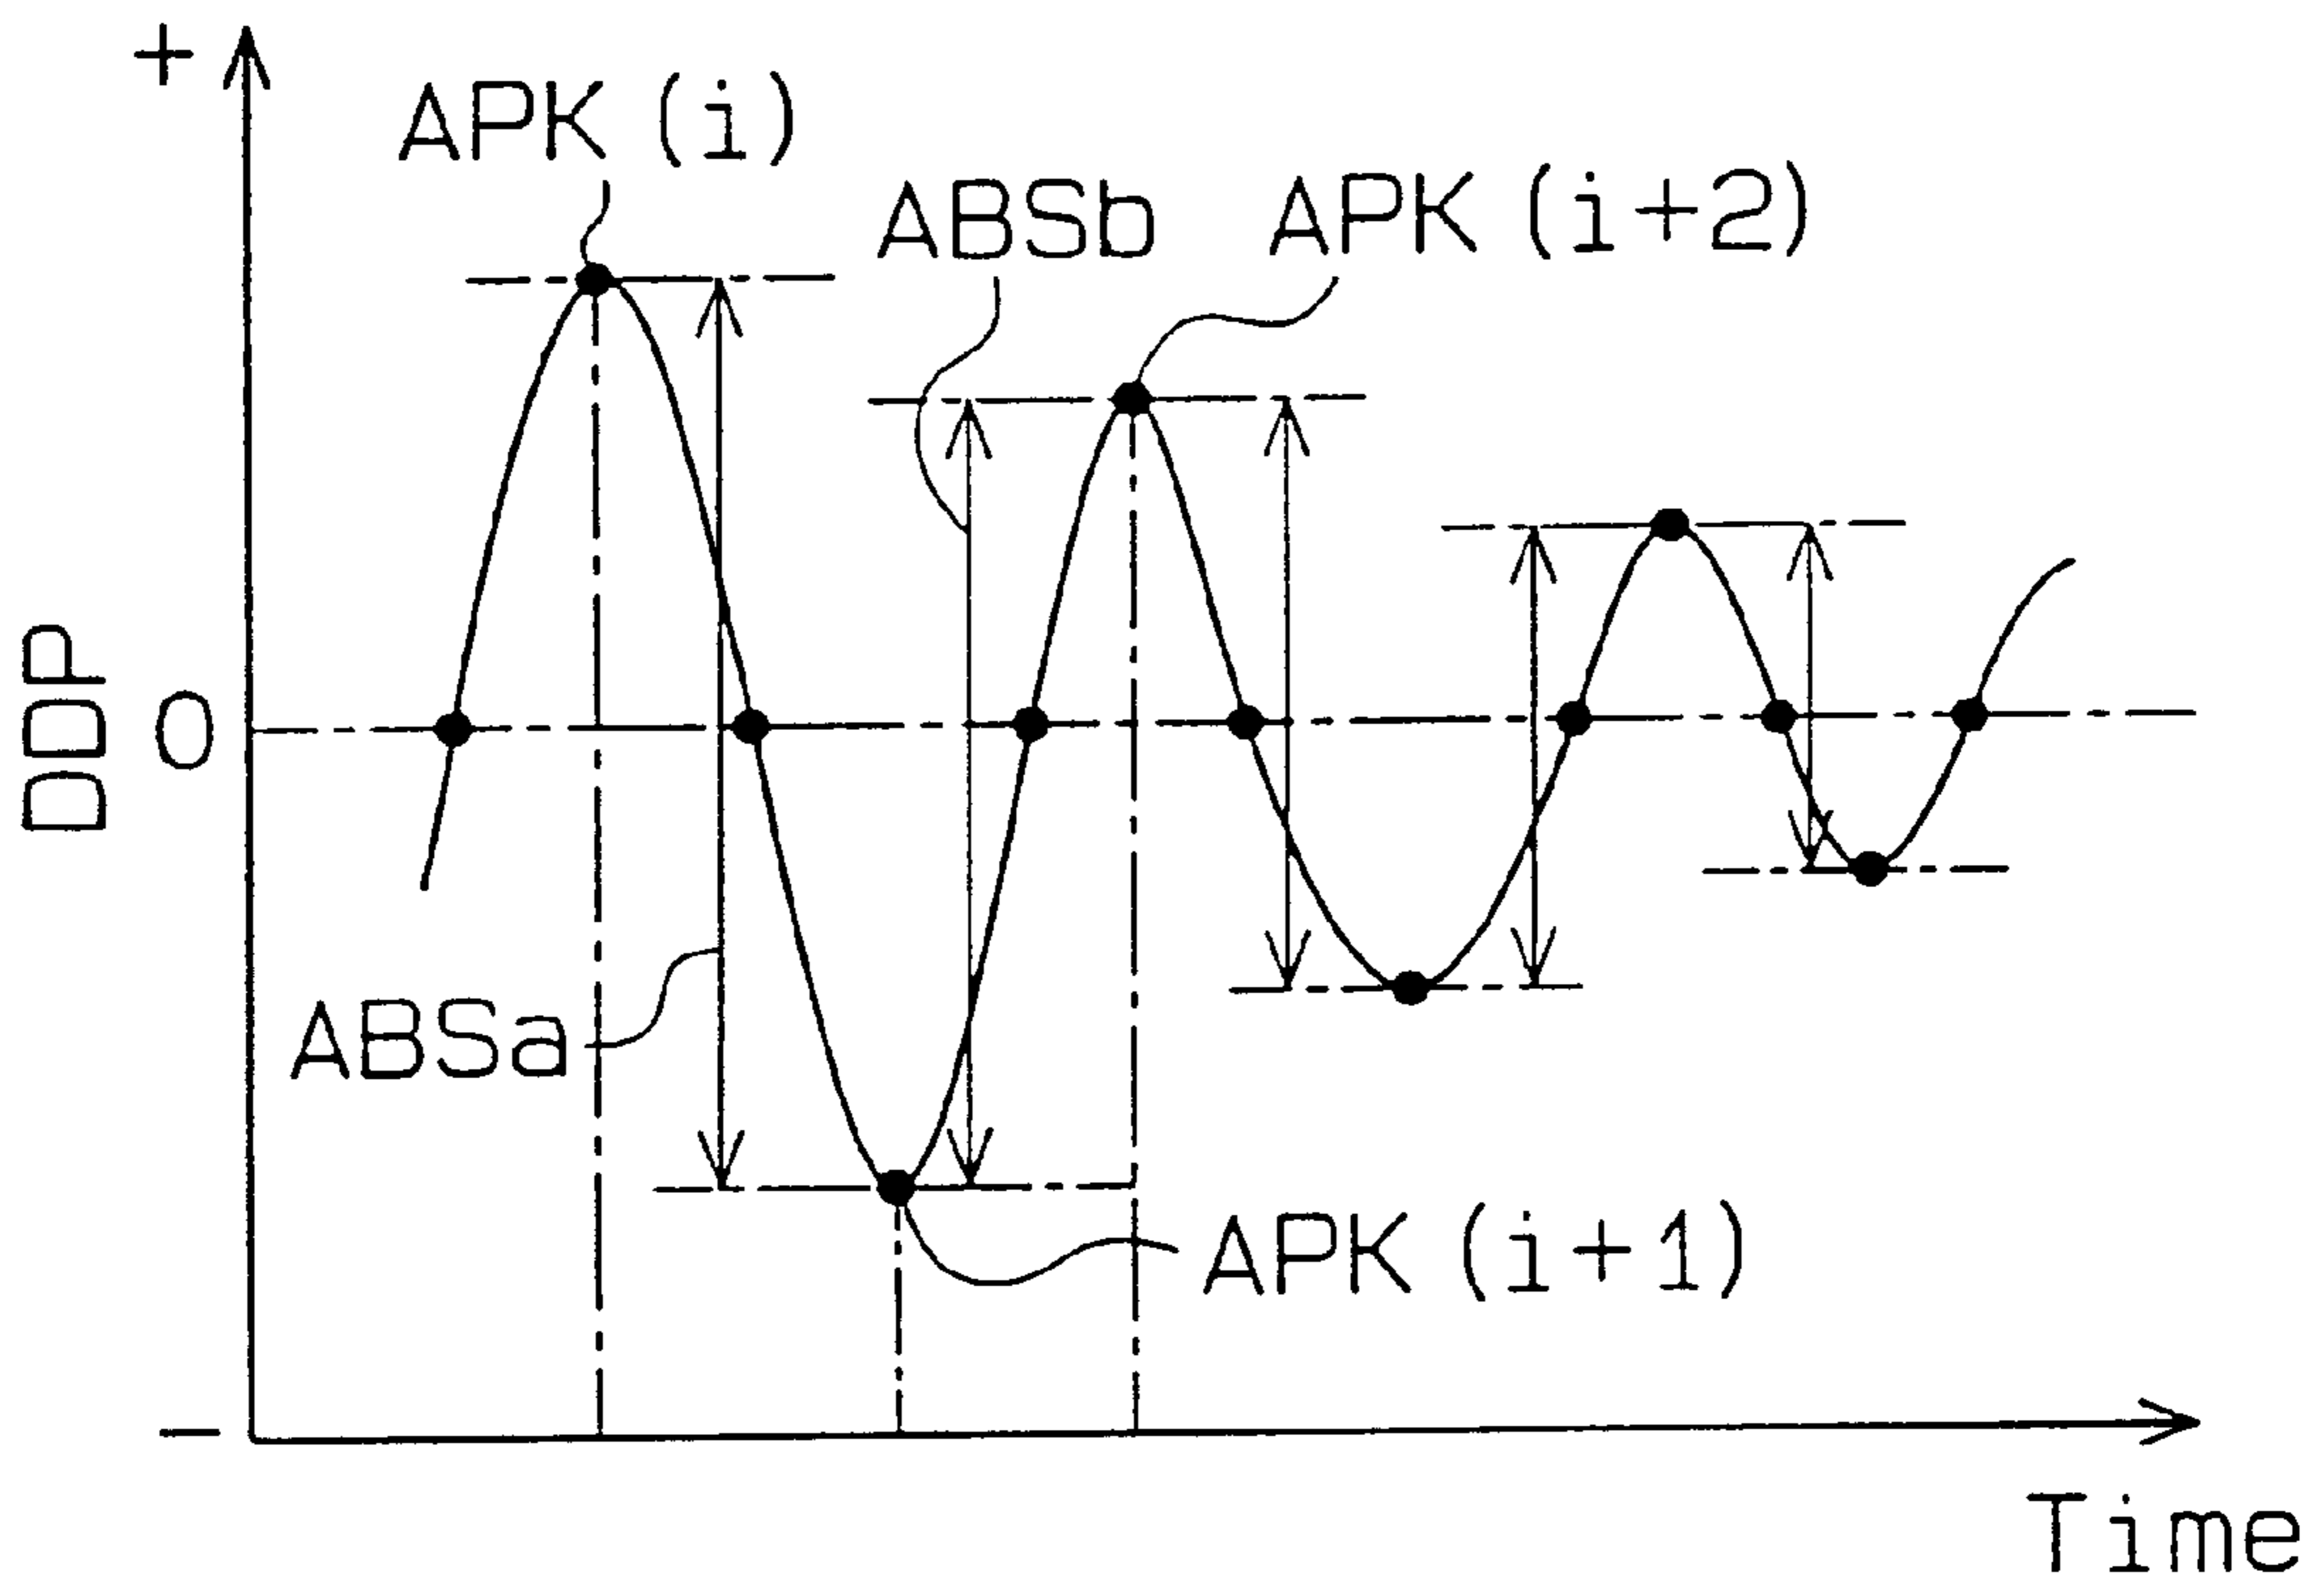 +
APK (i)
ABSb
APK (i+2)
DDP
0
ABSa
APK (i+1)
−
Time